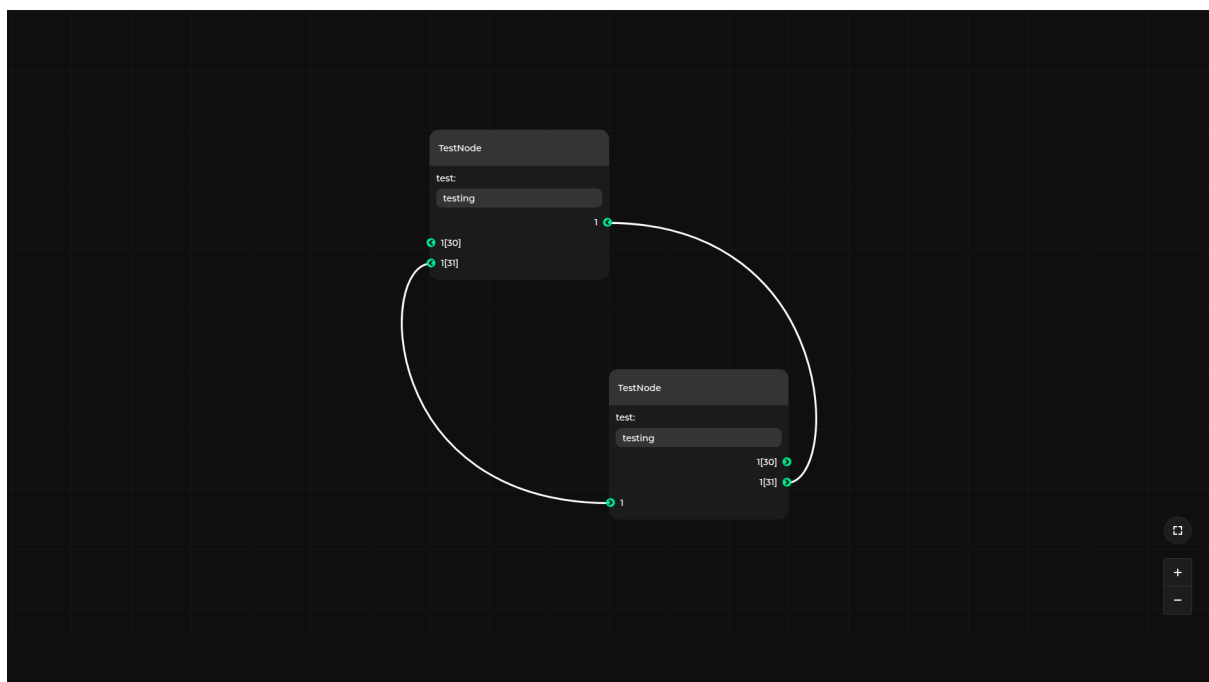 TestNode
test:
testing
1
1[30]
1[31]
TestNode
test:
testing
1[30]
1[31]
1
+
−